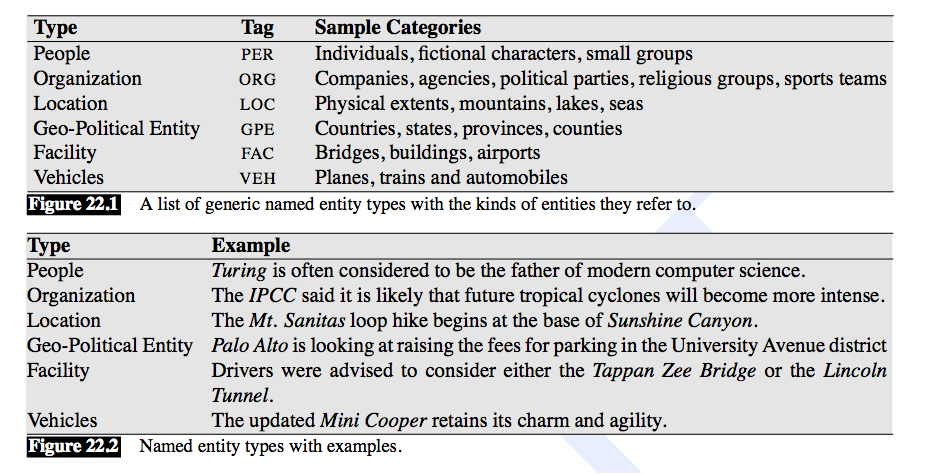 Type Tag Sample Categories
People PER Individuals, fictional characters, small groups
Organization ORG Companies, agencies, political parties, religious groups, sports teams
Location LOC Physical extents, mountains, lakes, seas
Geo-Political Entity GPE Countries, states, provinces, counties
Facility FAC Bridges, buildings, airports
Vehicles VEH Planes, trains and automobiles
Figure 22.1 A list of generic named entity types with the kinds of entities they refer to.
Type Example
People Turing is often considered to be the father of modern computer science.
Organization The IPCC said it is likely that future tropical cyclones will become more intense.
Location The Mt. Sanitas loop hike begins at the base of Sunshine Canyon.
Geo-Political Entity Palo Alto is looking at raising the fees for parking in the University Avenue district
Facility Drivers were advised to consider either the Tappan Zee Bridge or the Lincoln
Tunnel.
Vehicles The updated Mini Cooper retains its charm and agility.
Figure 22.2 Named entity types with examples.